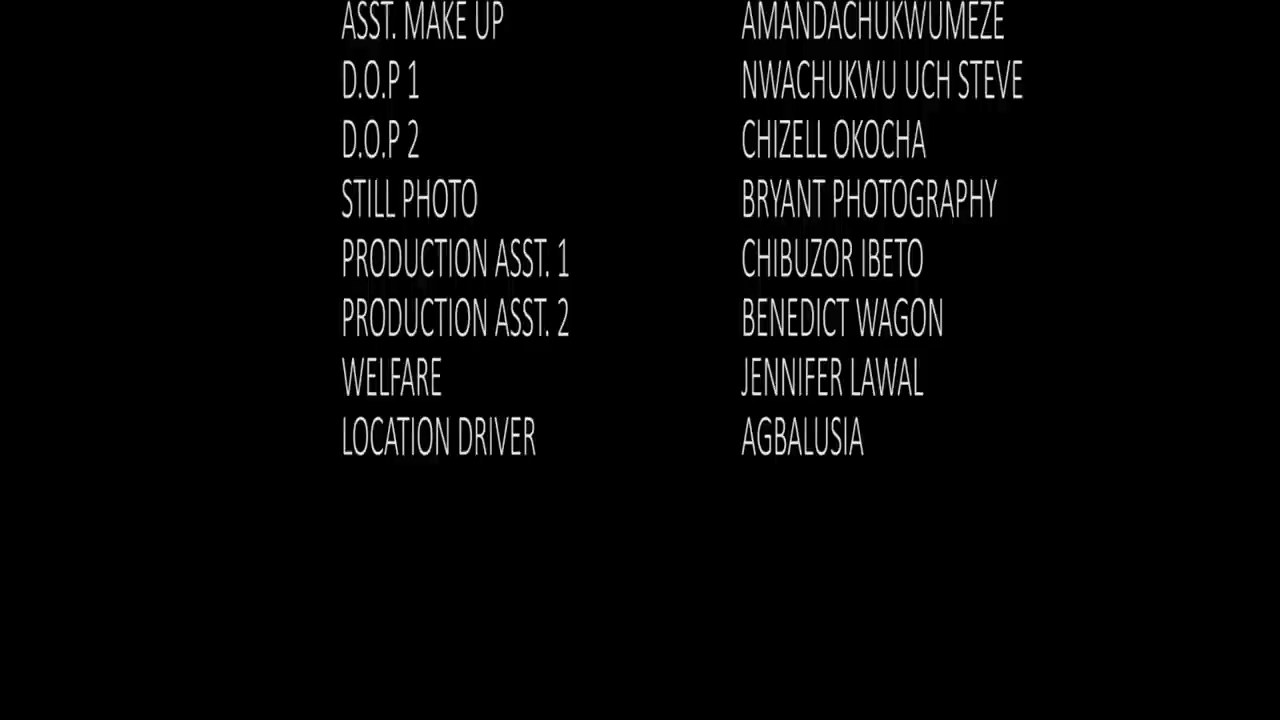 ASST. MAKE UP AMANDACHUKWUMEZE
D.O.P 1 NWACHUKWU UCH STEVE
D.O.P 2 CHIZELL OKOCHA
STILL PHOTO BRYANT PHOTOGRAPHY
PRODUCTION ASST. 1 CHIBUZOR IBETO
PRODUCTION ASST. 2 BENEDICT WAGON
WELFARE JENNIFER LAWAL
LOCATION DRIVER AGBALUSIA